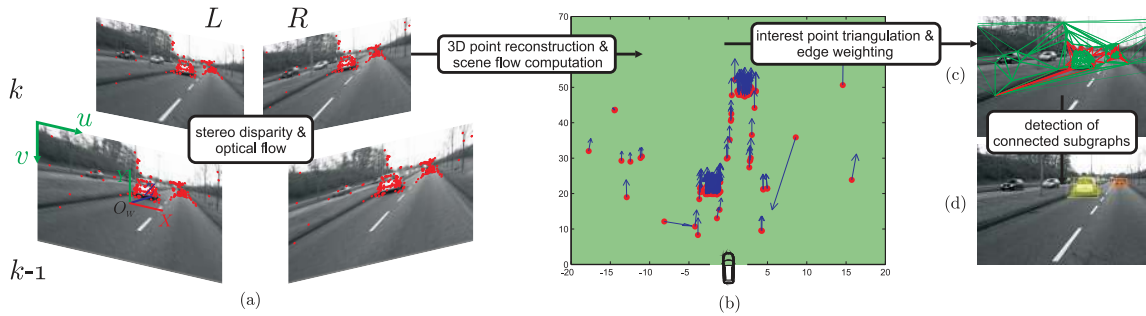 L R
k
k-1
u
v
O_W
X
stereo disparity &
optical flow
(a)
3D point reconstruction &
scene flow computation
70
60
50
40
30
20
10
0
-20 -15 -10 -5 0 5 10 15 20
(b)
interest point triangulation &
edge weighting
(c)
detection of
connected subgraphs
(d)